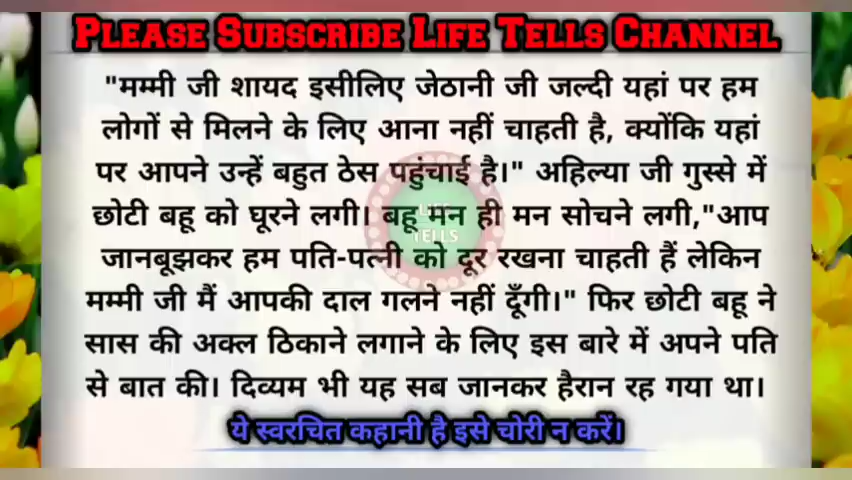 PLEASE SUBSCRIBE LIFE TELLS CHANNEL
"मम्मी जी शायद इसीलिए जेठानी जी जल्दी यहां पर हम
लोगों से मिलने के लिए आना नहीं चाहती है, क्योंकि यहां
पर आपने उन्हें बहुत ठेस पहुंचाई है।" अहिल्या जी गुस्से में
छोटी बहू को घूरने लगी। बहू मन ही मन सोचने लगी,"आप
जानबूझकर हम पति-पत्नी को दूर रखना चाहती हैं लेकिन
मम्मी जी मैं आपकी दाल गलने नहीं दूँगी।" फिर छोटी बहू ने
सास की अक्ल ठिकाने लगाने के लिए इस बारे में अपने पति
से बात की। दिव्यम भी यह सब जानकर हैरान रह गया था।
ये स्वरचित कहानी है इसे चोरी न करें।
LIFE
TELLS